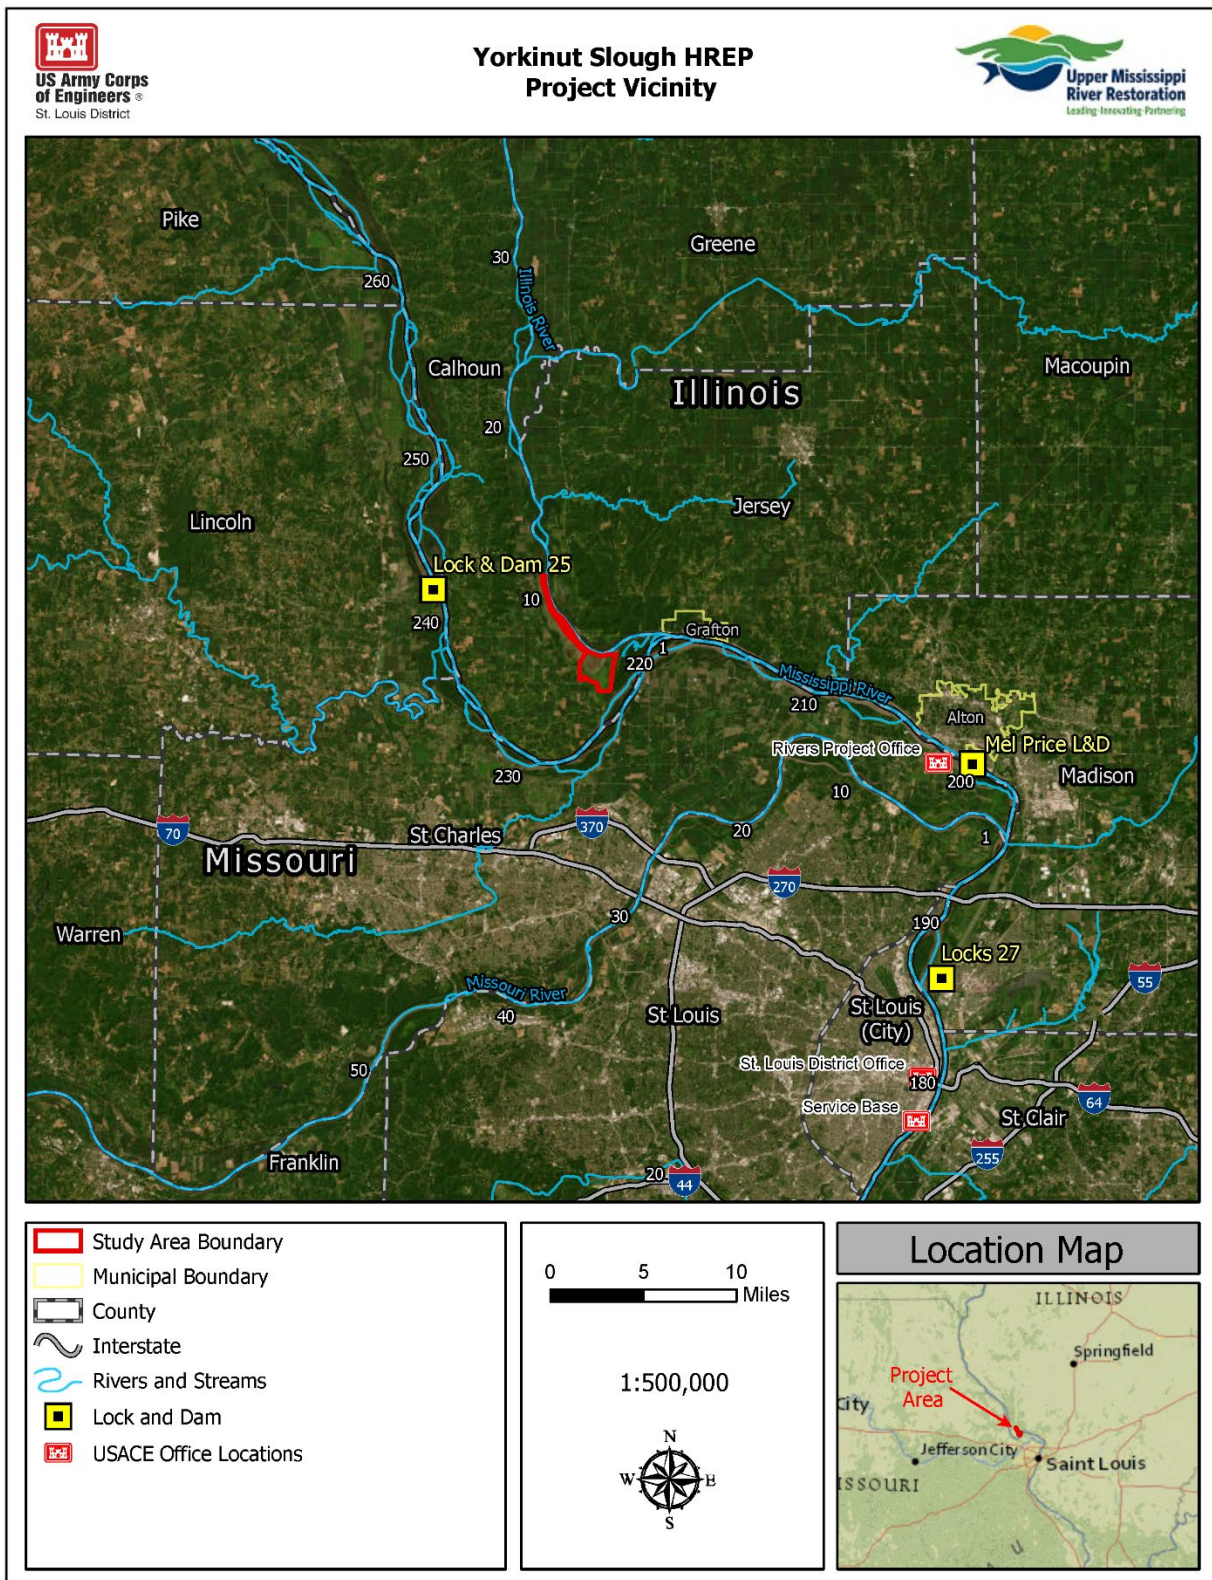 US Army Corps
of Engineers ®
St. Louis District
Yorkinut Slough HREP
Project Vicinity
Upper Mississippi
River Restoration
Leading-Innovating-Partnering
Pike
Greene
30
260
Illinois River
Calhoun
Macoupin
Illinois
20
250
Jersey
Lincoln
Lock & Dam 25
10
240
Grafton
1
220
Mississippi River
210
Alton
Rivers Project Office
Mel Price L&D
230
200
Madison
10
370
70
St Charles
20
1
Missouri
270
30
190
Warren
Locks 27
55
Missouri River
40
St Louis
St Louis
(City)
50
St. Louis District Office
180
64
Service Base
St Clair
255
Franklin
20
44
Study Area Boundary
Municipal Boundary
County
Interstate
Rivers and Streams
Lock and Dam
USACE Office Locations
0 5 10
Miles
1:500,000
N
W E
S
Location Map
ILLINOIS
Springfield
Project
Area
City
Jefferson City
Saint Louis
ISSOURI
A U